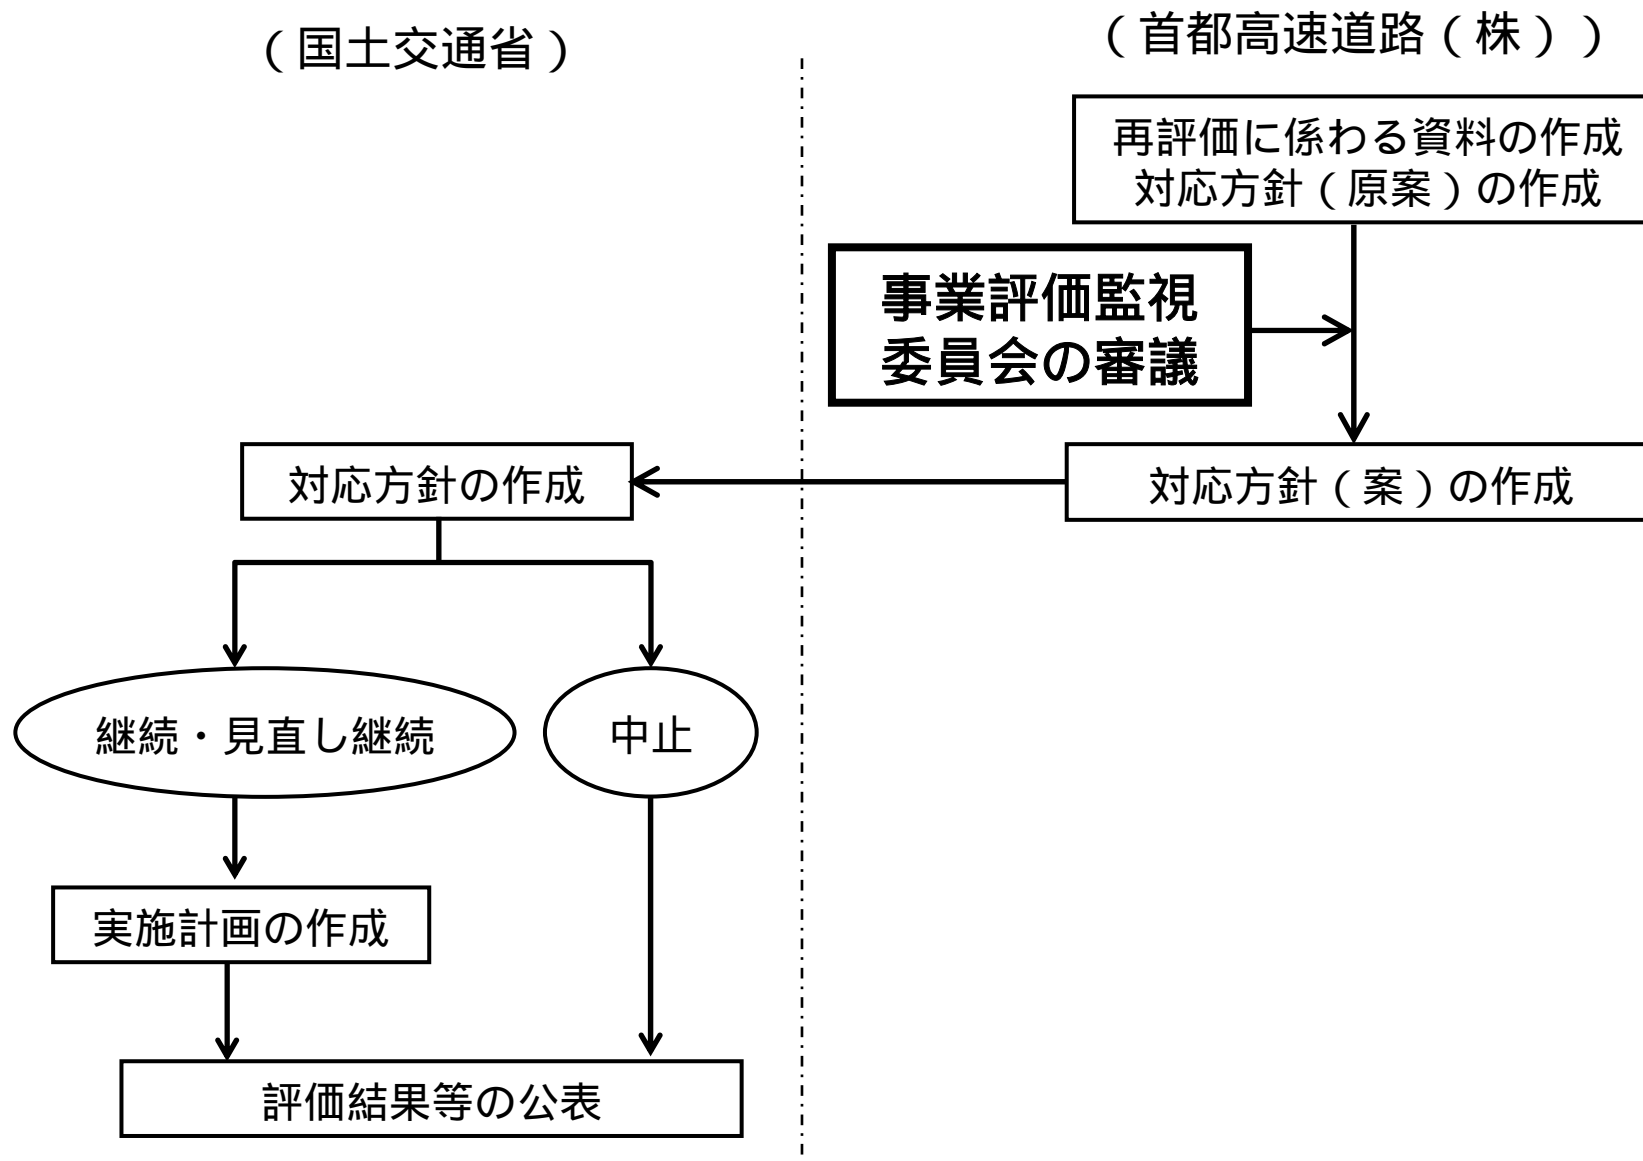 （国土交通省）
（首都高速道路（株））
再評価に係わる資料の作成
対応方針（原案）の作成
事業評価監視
委員会の審議
対応方針（案）の作成
対応方針の作成
継続・見直し継続
中止
実施計画の作成
評価結果等の公表